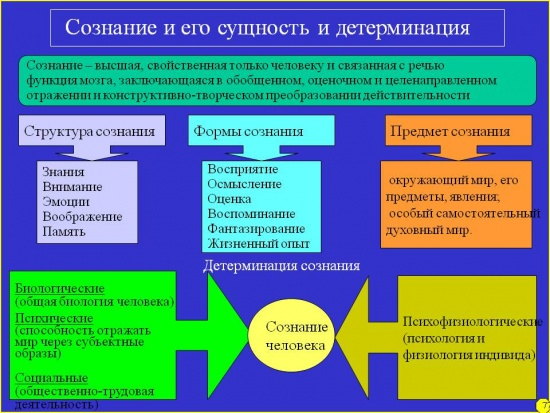 Сознание и его сущность и детерминация
Сознание – высшая, свойственная только человеку и связанная с речью
функция мозга, заключающаяся в обобщенном, оценочном и целенаправленном
отражении и конструктивно-творческом преобразовании действительности
Структура сознания
Формы сознания
Предмет сознания
Знания
Внимание
Эмоции
Воображение
Память
Восприятие
Осмысление
Оценка
Воспоминание
Фантазирование
Жизненный опыт
окружающий мир, его
предметы, явления;
особый самостоятельный
духовный мир.
Детерминация сознания
Биологические
(общая биология человека)
Психические
(способность отражать
мир через субъектные
образы)
Социальные
(общественно-трудовая
деятельность)
Сознание
человека
Психофизиологические
(психология и
физиология индивида)
7